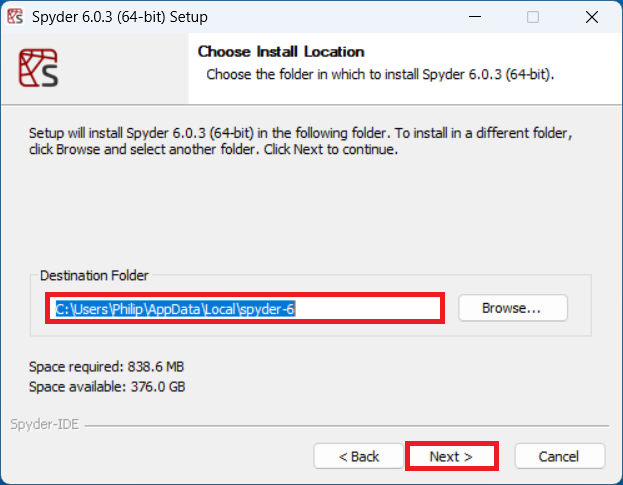 Spyder 6.0.3 (64-bit) Setup
S
Choose Install Location
Choose the folder in which to install Spyder 6.0.3 (64-bit).
Setup will install Spyder 6.0.3 (64-bit) in the following folder. To install in a different folder,
click Browse and select another folder. Click Next to continue.
Destination Folder
C:\Users\Philip\AppData\Local\spyder-6
Browse...
Space required: 838.6 MB
Space available: 376.0 GB
Spyder-IDE
< Back
Next >
Cancel